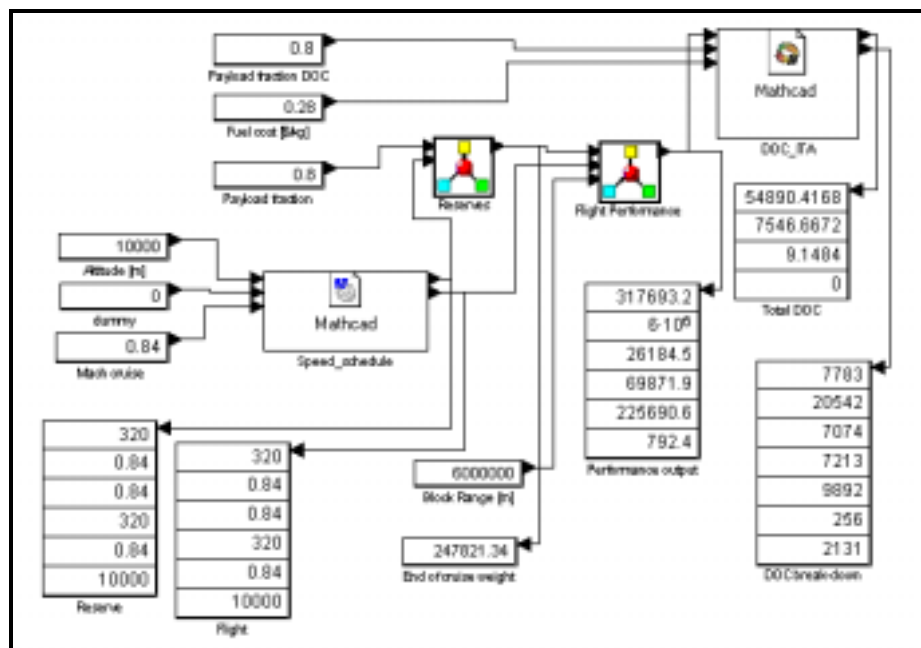 0.8
Payload fraction DOC
0.28
Fuel cost [$/kg]
0.8
Payload fraction
Reserves
Flight Performance
Mathcad
DOC_ITA
54890.4168
7546.6672
9.1484
0
Total DOC
10000
Altitude [m]
0
dummy
0.84
Mach cruise
Mathcad
Speed_schedule
317693.2
6·10⁶
26184.5
69871.9
225690.6
792.4
Performance output
7783
20542
7074
7213
9892
256
2131
DOC break-down
320
0.84
0.84
320
0.84
10000
Reserve
320
0.84
0.84
320
0.84
10000
Flight
6000000
Block Range [m]
247821.34
End of cruise weight